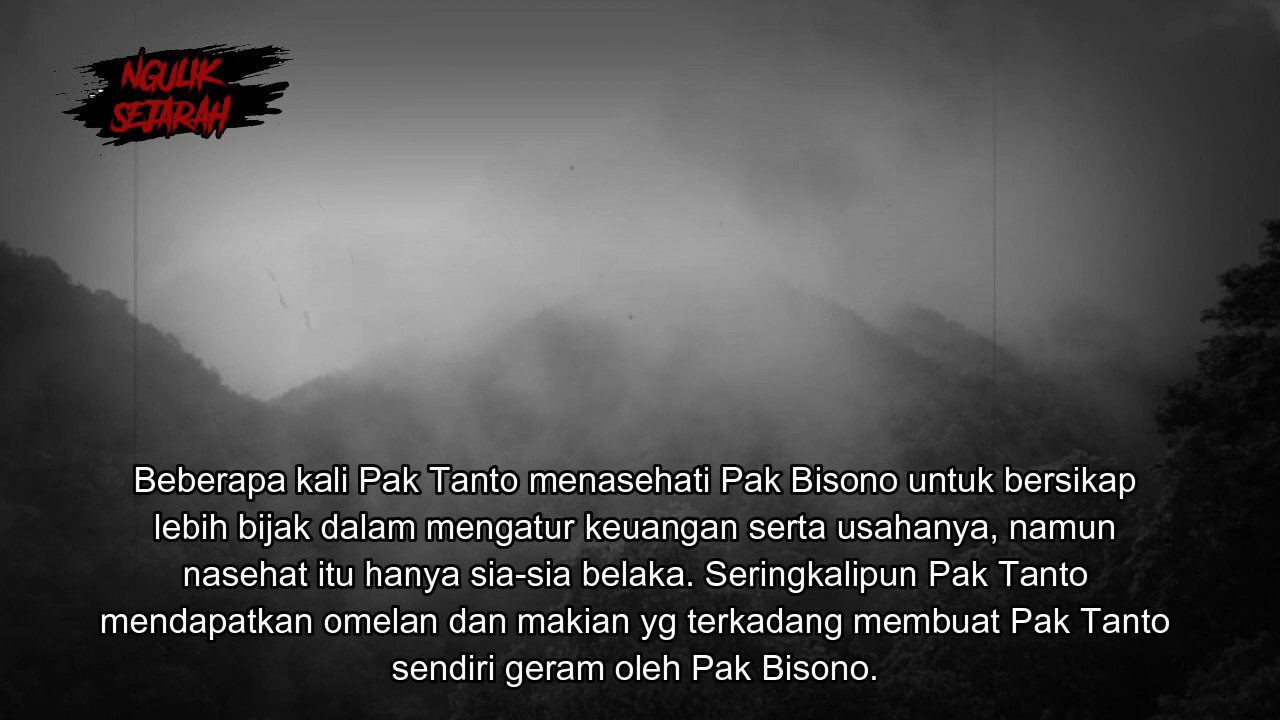 NGULIK
SEJARAH
Beberapa kali Pak Tanto menasehati Pak Bisono untuk bersikap
lebih bijak dalam mengatur keuangan serta usahanya, namun
nasehat itu hanya sia-sia belaka. Seringkalipun Pak Tanto
mendapatkan omelan dan makian yg terkadang membuat Pak Tanto
sendiri geram oleh Pak Bisono.